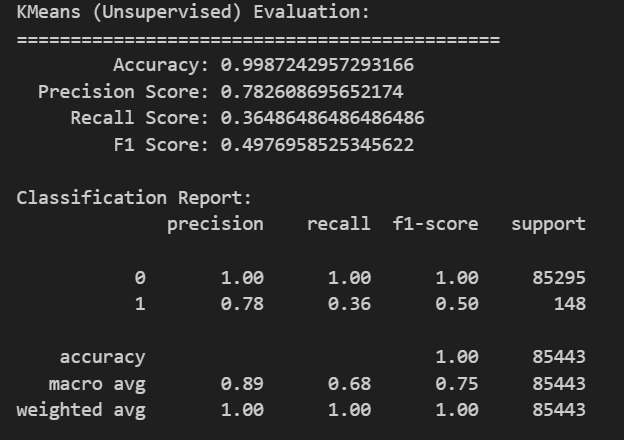 KMeans (Unsupervised) Evaluation:
=============================================
Accuracy: 0.9987242957293166
Precision Score: 0.782608695652174
Recall Score: 0.36486486486486486
F1 Score: 0.4976958525345622
Classification Report:
precision recall f1-score support
0 1.00 1.00 1.00 85295
1 0.78 0.36 0.50 148
accuracy 1.00 85443
macro avg 0.89 0.68 0.75 85443
weighted avg 1.00 1.00 1.00 85443